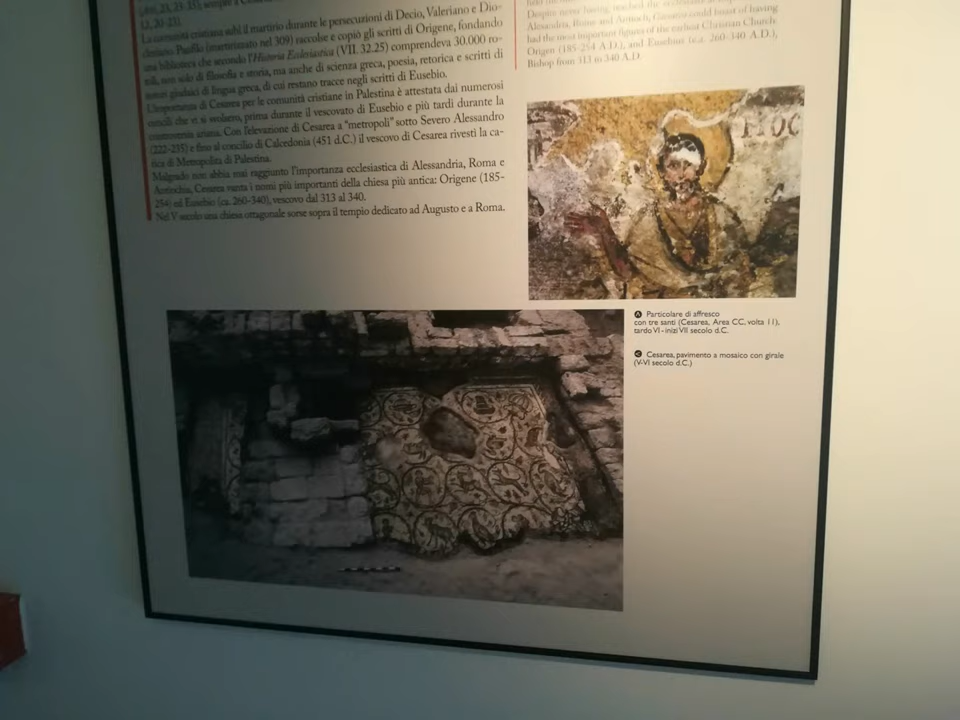 (Att, 23, 23-35), sempre a
12, 20-23).
La comunità cristiana subì il martirio durante le persecuzioni di Decio, Valeriano e Dio-
cleziano. Panfilo (martirizzato nel 309) raccolse e copiò gli scritti di Origene, fondando
una biblioteca che secondo l'Historia Ecclesiastica (VII. 32.25) comprendeva 30.000 ro-
toli, non solo di filosofia e storia, ma anche di scienza greca, poesia, retorica e scritti di
autori giudaici di lingua greca, di cui restano tracce negli scritti di Eusebio.
L'importanza di Cesarea per le comunità cristiane in Palestina è attestata dai numerosi
concili che vi si svolsero, prima durante il vescovato di Eusebio e più tardi durante la
controversia ariana. Con l'elevazione di Cesarea a "metropoli" sotto Severo Alessandro
(222-235) e fino al concilio di Calcedonia (451 d.C.) il vescovo di Cesarea rivestì la ca-
rica di Metropolita di Palestina.
Malgrado non abbia mai raggiunto l'importanza ecclesiastica di Alessandria, Roma e
Antiochia, Cesarea vanta i nomi più importanti della chiesa più antica: Origene (185-
254) ed Eusebio (ca. 260-340), vescovo dal 313 al 340.
Nel V secolo una chiesa ottagonale sorse sopra il tempio dedicato ad Augusto e a Roma.
Despite never having reached the ecclesiastical
Alexandria, Rome and Antioch, Caesarea could boast of having
had the most important figures of the earliest Christian Church:
Origen (185-254 A.D.), and Eusebius (ca. 260-340 A.D.),
Bishop from 313 to 340 A.D.
Particolare di affresco
con tre santi (Cesarea, Area CC, volta 11),
tardo VI - inizi VII secolo d.C.
Cesarea, pavimento a mosaico con girale
(V-VI secolo d.C.)